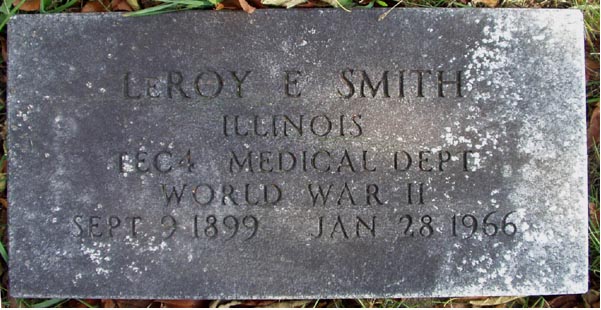 LeROY E SMITH
ILLINOIS
TEC4 MEDICAL DEPT
WORLD WAR II
SEPT 9 1899 JAN 28 1966